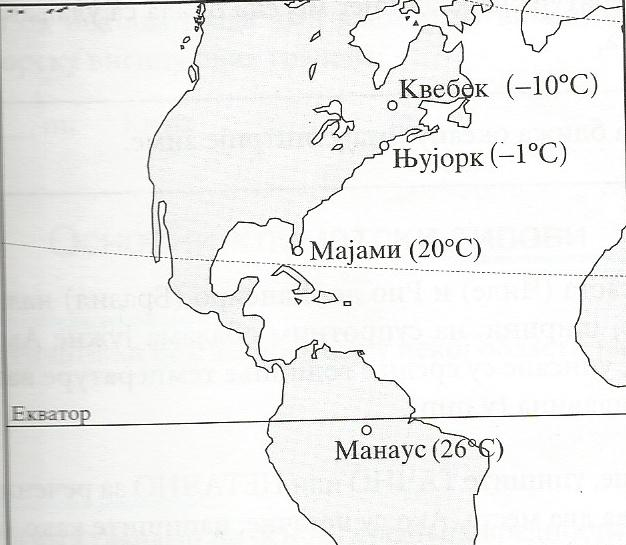 Квебек (–10°C)
Њујорк (–1°C)
Мајами (20°C)
Екватор
Манаус (26°C)